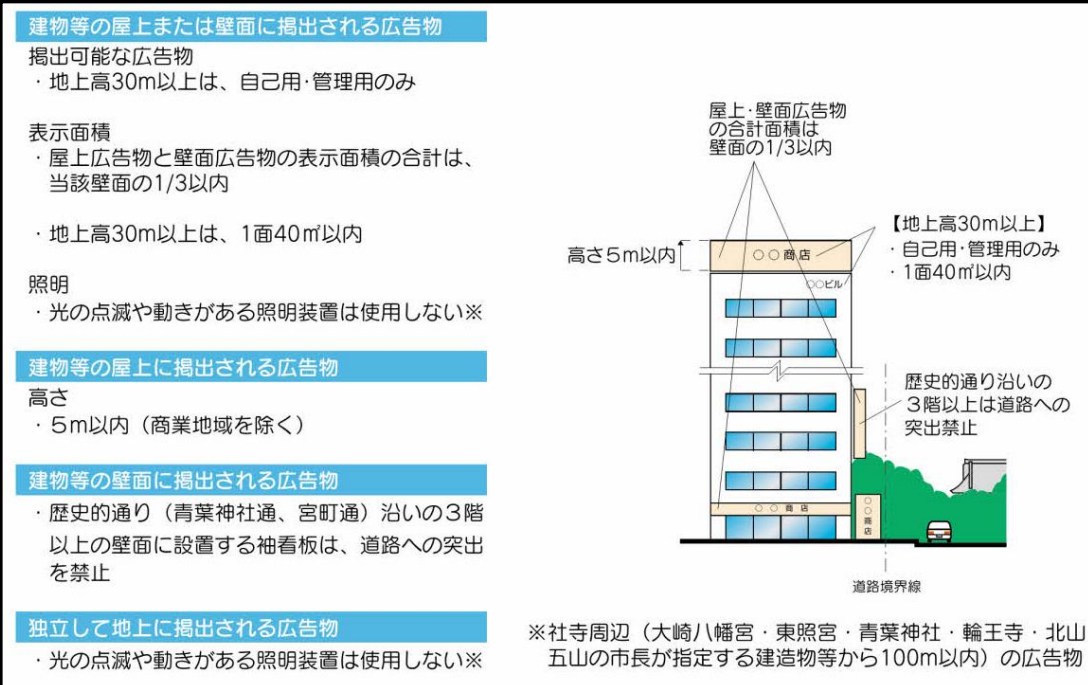 建物等の屋上または壁面に掲出される広告物
掲出可能な広告物
・地上高30m以上は、自己用・管理用のみ
表示面積
・屋上広告物と壁面広告物の表示面積の合計は、
当該壁面の1/3以内
・地上高30m以上は、1面40㎡以内
照明
・光の点滅や動きがある照明装置は使用しない※
建物等の屋上に掲出される広告物
高さ
・5m以内（商業地域を除く）
建物等の壁面に掲出される広告物
・歴史的通り（青葉神社通、宮町通）沿いの3階
以上の壁面に設置する袖看板は、道路への突出
を禁止
独立して地上に掲出される広告物
・光の点滅や動きがある照明装置は使用しない※
屋上・壁面広告物
の合計面積は
壁面の1/3以内
高さ5m以内
○○商店
○○ビル
【地上高30m以上】
・自己用・管理用のみ
・1面40㎡以内
歴史的通り沿いの
3階以上は道路への
突出禁止
○○商店
○○商店
道路境界線
※社寺周辺（大崎八幡宮・東照宮・青葉神社・輪王寺・北山
五山の市長が指定する建造物等から100m以内）の広告物